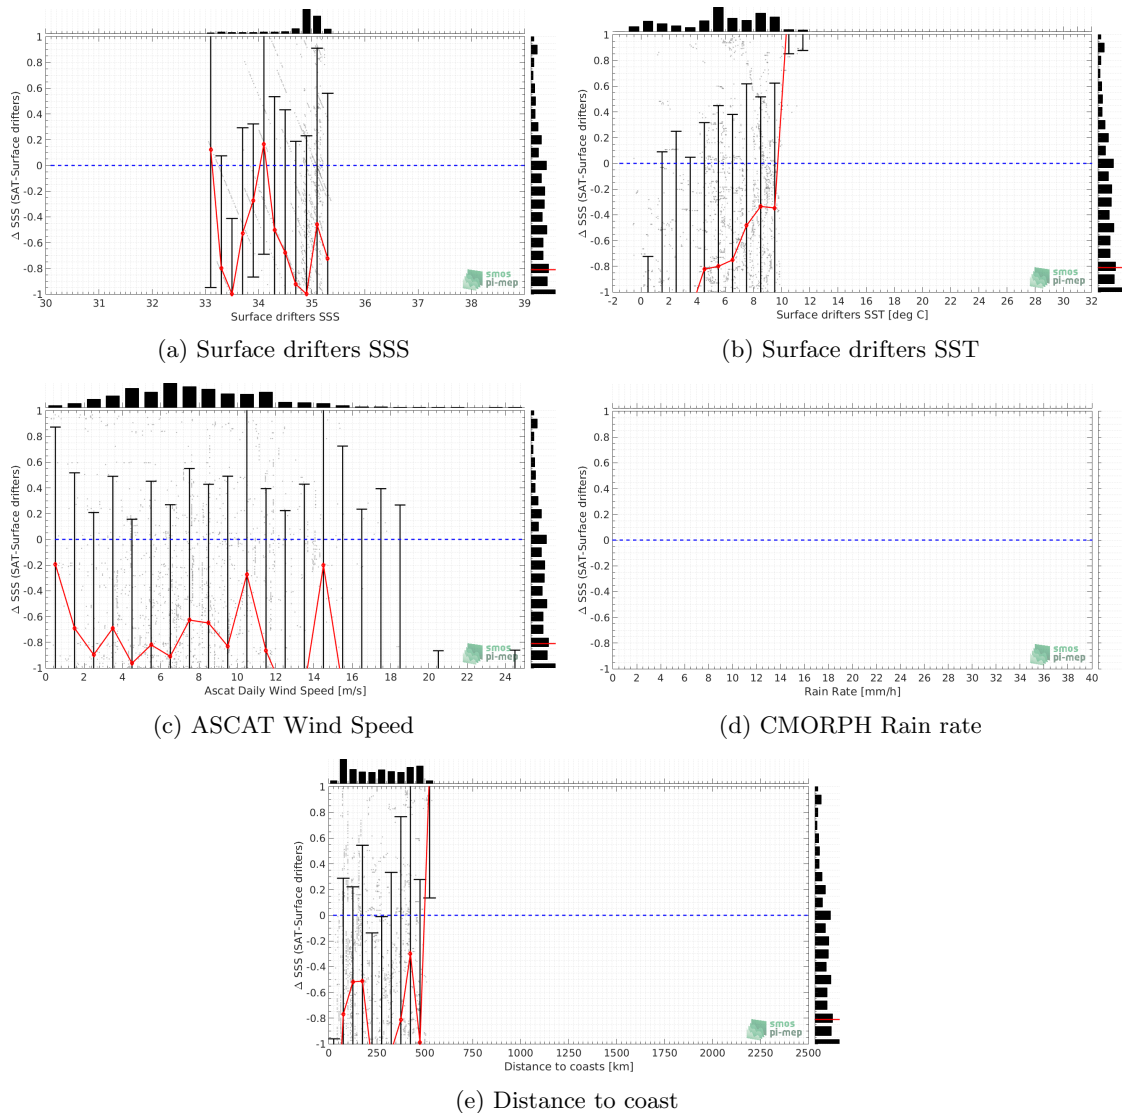 1
0.8
0.6
0.4
0.2
0
-0.2
-0.4
-0.6
-0.8
-1
Δ SSS (SAT-Surface drifters)
30 31 32 33 34 35 36 37 38 39
Surface drifters SSS
smos
pi-mep
(a) Surface drifters SSS
1
0.8
0.6
0.4
0.2
0
-0.2
-0.4
-0.6
-0.8
-1
Δ SSS (SAT-Surface drifters)
-2 0 2 4 6 8 10 12 14 16 18 20 22 24 26 28 30 32
Surface drifters SST [deg C]
smos
pi-mep
(b) Surface drifters SST
1
0.8
0.6
0.4
0.2
0
-0.2
-0.4
-0.6
-0.8
-1
Δ SSS (SAT-Surface drifters)
0 2 4 6 8 10 12 14 16 18 20 22 24
Ascat Daily Wind Speed [m/s]
smos
pi-mep
(c) ASCAT Wind Speed
1
0.8
0.6
0.4
0.2
0
-0.2
-0.4
-0.6
-0.8
-1
Δ SSS (SAT-Surface drifters)
0 2 4 6 8 10 12 14 16 18 20 22 24 26 28 30 32 34 36 38 40
Rain Rate [mm/h]
smos
pi-mep
(d) CMORPH Rain rate
1
0.8
0.6
0.4
0.2
0
-0.2
-0.4
-0.6
-0.8
-1
Δ SSS (SAT-Surface drifters)
0 250 500 750 1000 1250 1500 1750 2000 2250 2500
Distance to coasts [km]
smos
pi-mep
(e) Distance to coast